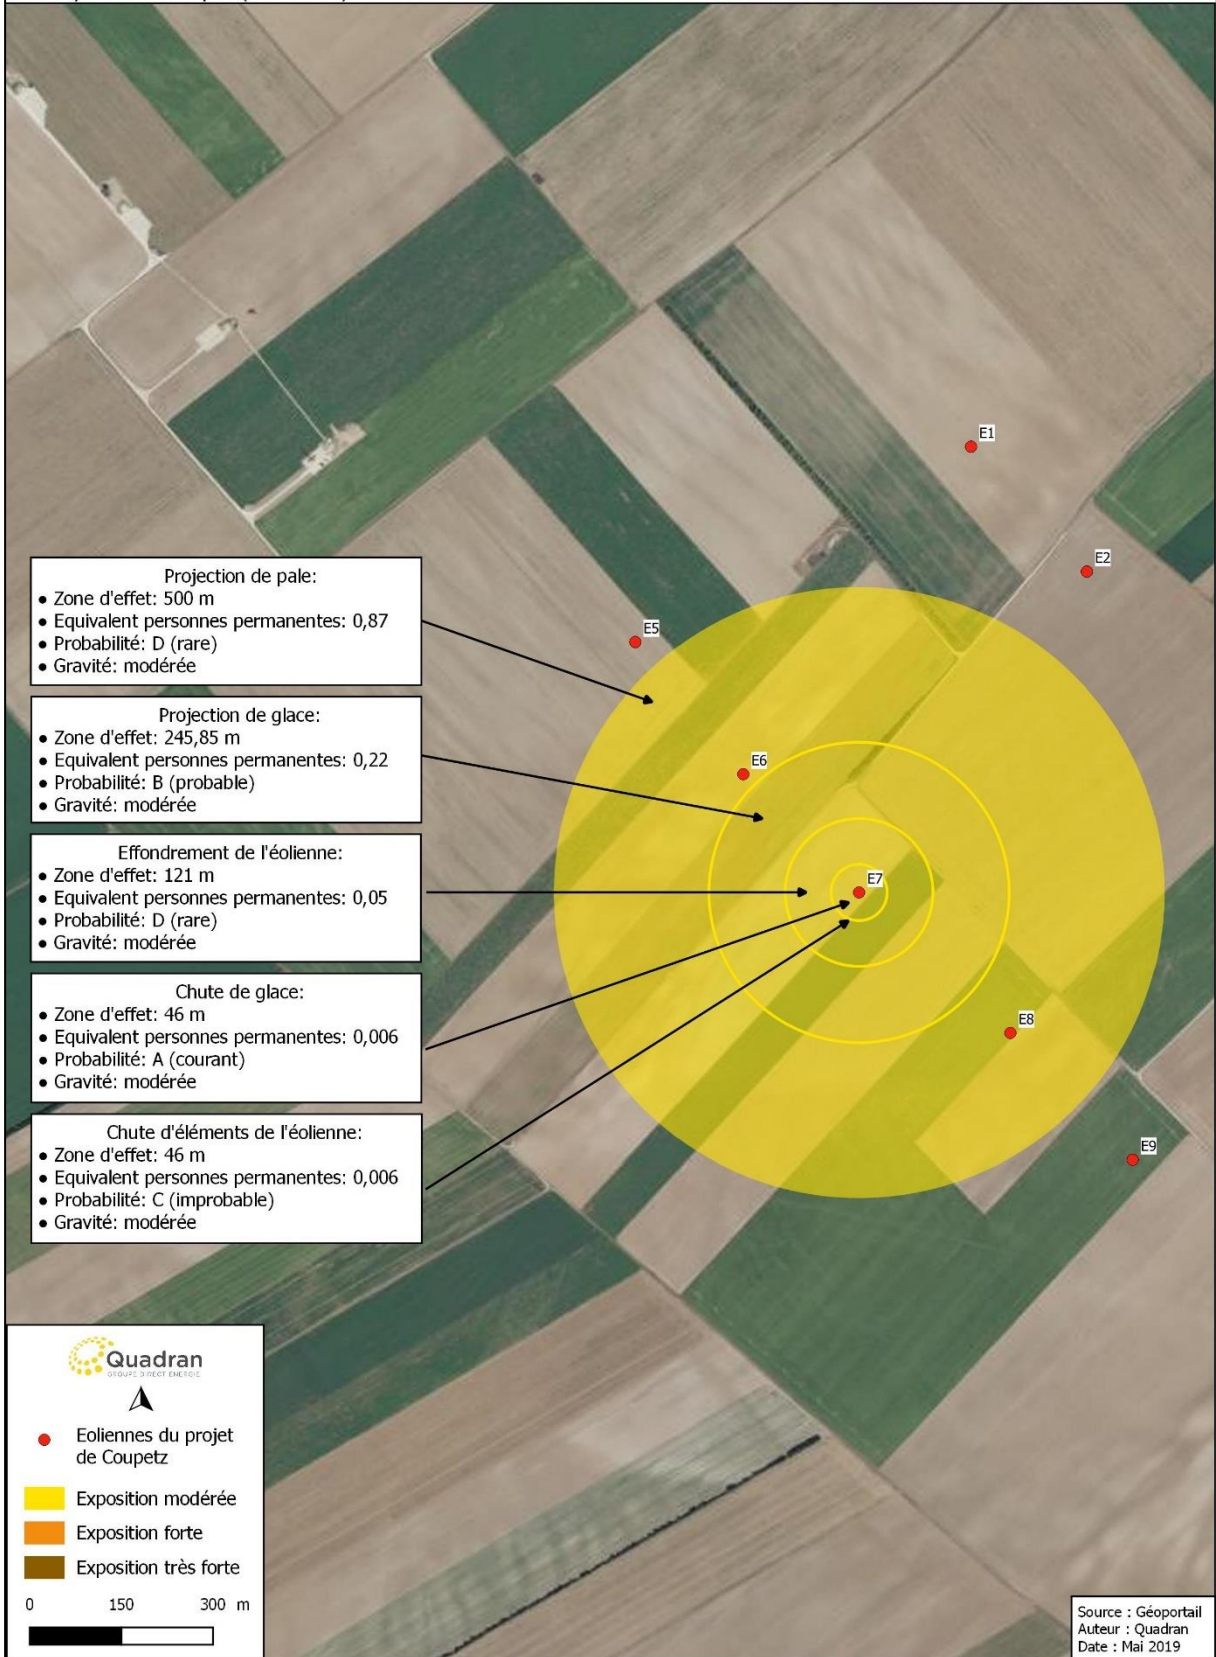 E1
E2
Projection de pale:
• Zone d'effet: 500 m
• Equivalent personnes permanentes: 0,87
• Probabilité: D (rare)
• Gravité: modérée
E5
Projection de glace:
• Zone d'effet: 245,85 m
• Equivalent personnes permanentes: 0,22
• Probabilité: B (probable)
• Gravité: modérée
E6
Effondrement de l'éolienne:
• Zone d'effet: 121 m
• Equivalent personnes permanentes: 0,05
• Probabilité: D (rare)
• Gravité: modérée
E7
Chute de glace:
• Zone d'effet: 46 m
• Equivalent personnes permanentes: 0,006
• Probabilité: A (courant)
• Gravité: modérée
E8
Chute d'éléments de l'éolienne:
• Zone d'effet: 46 m
• Equivalent personnes permanentes: 0,006
• Probabilité: C (improbable)
• Gravité: modérée
E9
Quadran
GROUPE DIRECT ENERGIE
Eoliennes du projet
de Coupetz
Exposition modérée
Exposition forte
Exposition très forte
0 150 300 m
Source : Géoportail
Auteur : Quadran
Date : Mai 2019